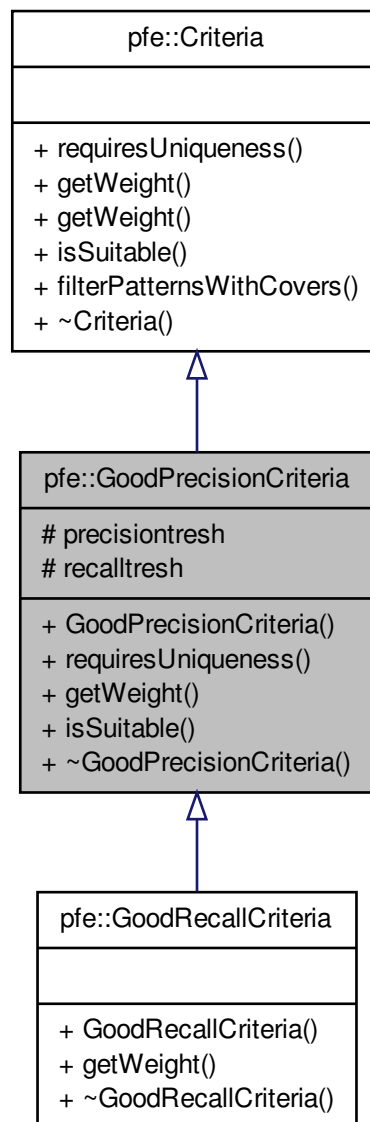 pfe::Criteria
+ requiresUniqueness()
+ getWeight()
+ getWeight()
+ isSuitable()
+ filterPatternsWithCovers()
+ ~Criteria()
pfe::GoodPrecisionCriteria
# precisiontresh
# recalltresh
+ GoodPrecisionCriteria()
+ requiresUniqueness()
+ getWeight()
+ isSuitable()
+ ~GoodPrecisionCriteria()
pfe::GoodRecallCriteria
+ GoodRecallCriteria()
+ getWeight()
+ ~GoodRecallCriteria()